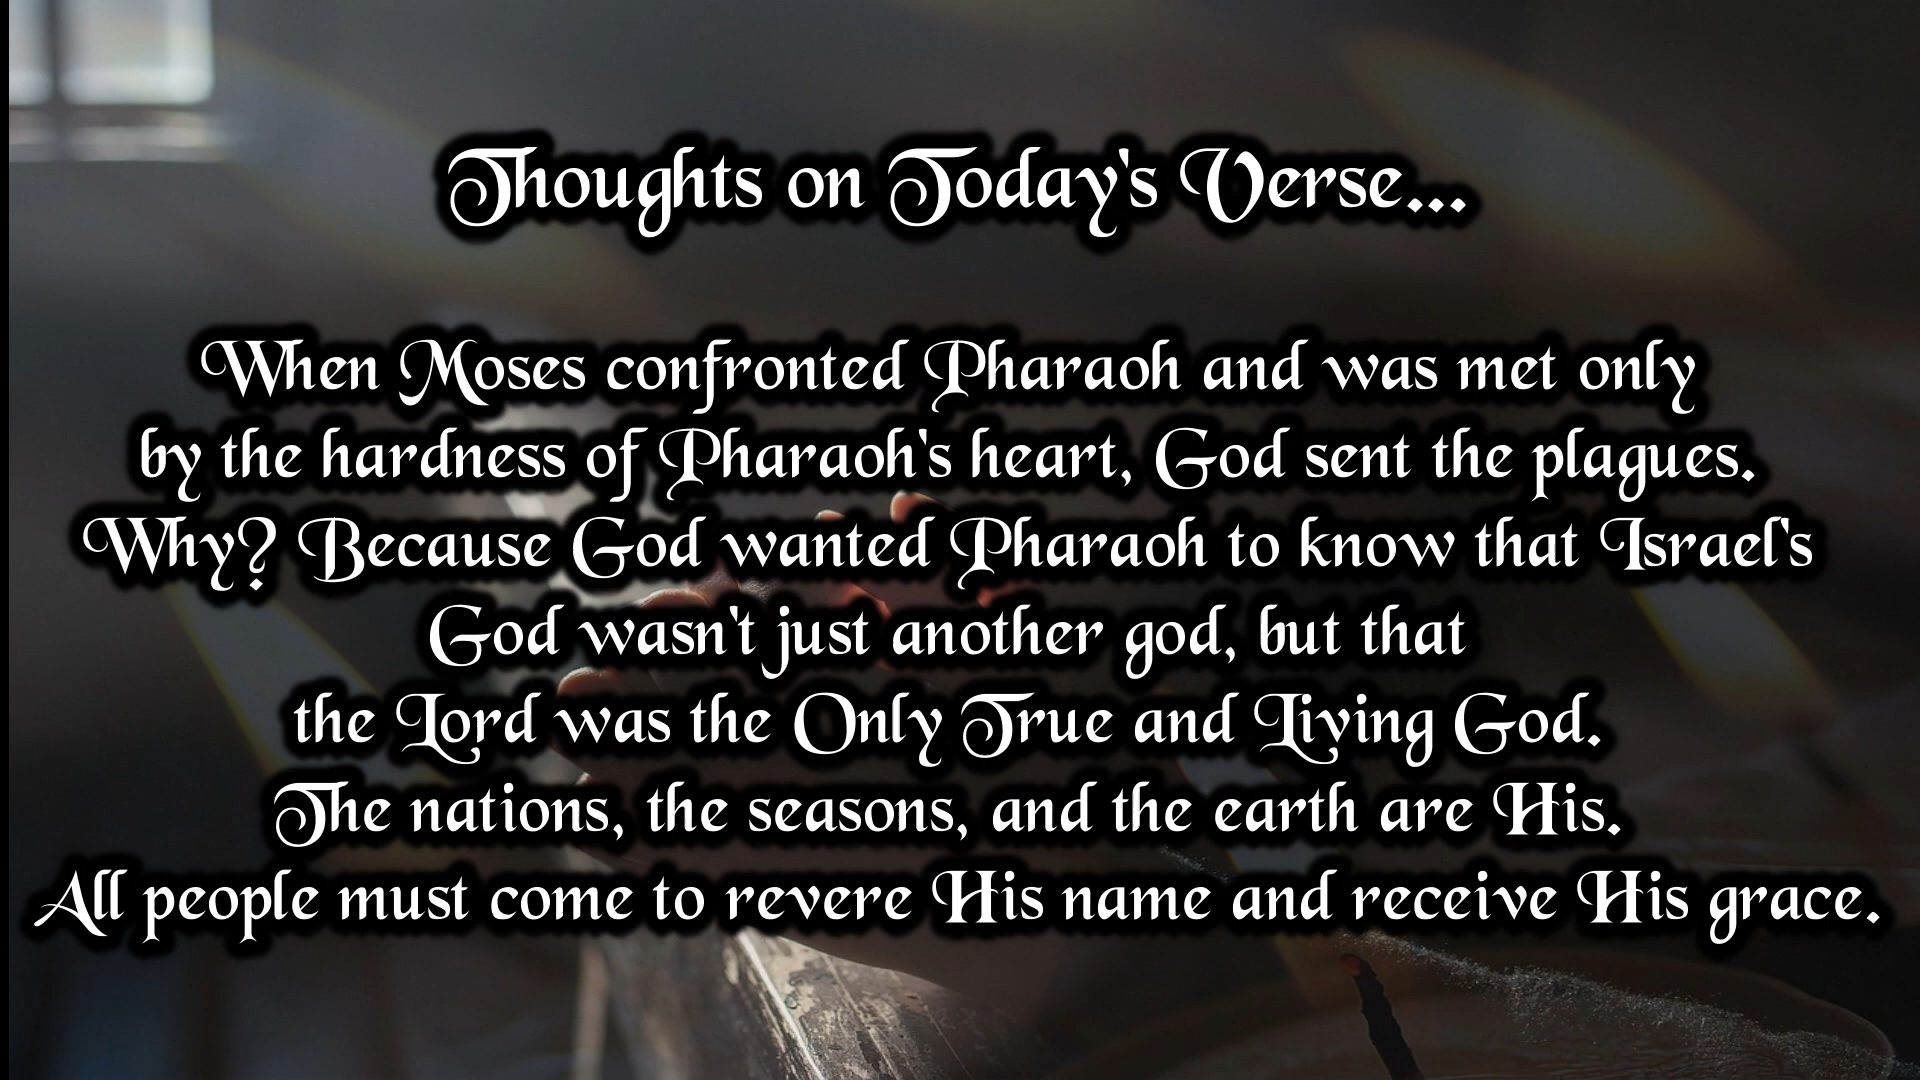 Thoughts on Today's Verse...
When Moses confronted Pharaoh and was met only
by the hardness of Pharaoh's heart, God sent the plagues.
Why? Because God wanted Pharaoh to know that Israel's
God wasn't just another god, but that
the Lord was the Only True and Living God.
The nations, the seasons, and the earth are His.
All people must come to revere His name and receive His grace.